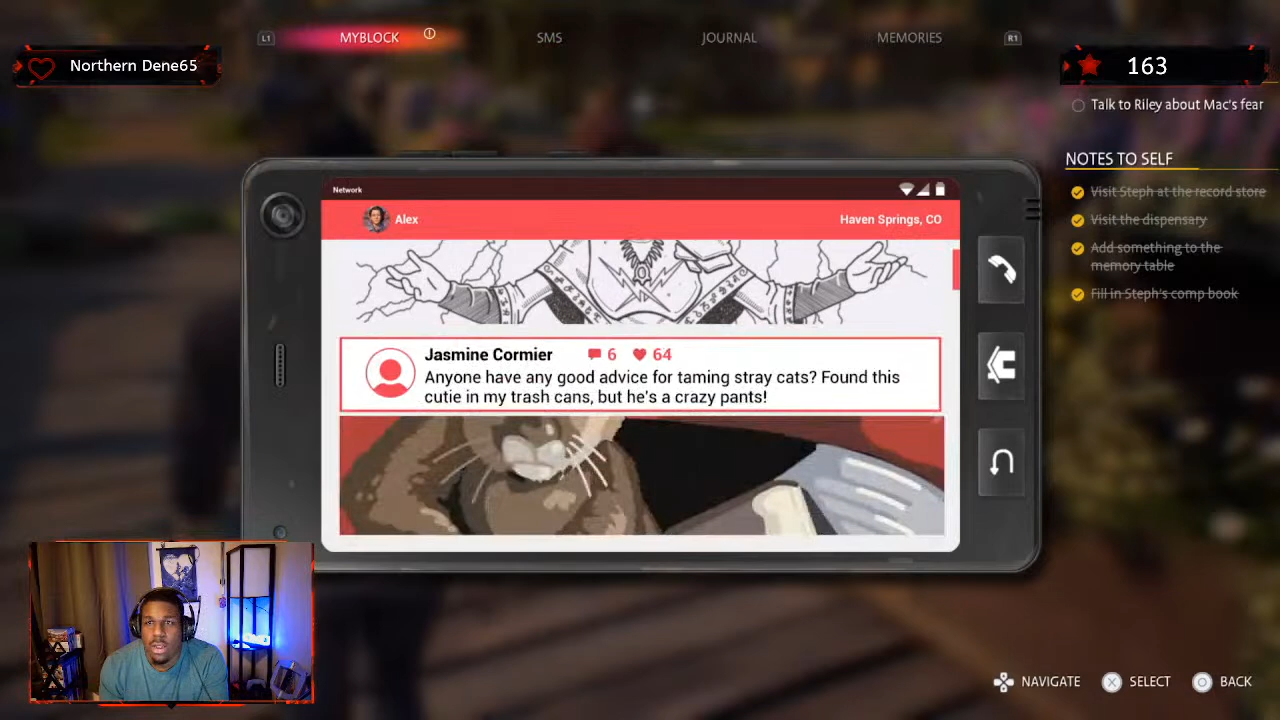 L1
MYBLOCK
SMS
JOURNAL
MEMORIES
R1
Northern Dene65
163
Talk to Riley about Mac's fear
NOTES TO SELF
Visit Steph at the record store
Visit the dispensary
Add something to the
memory table
Fill in Steph's comp book
Network
Alex
Haven Springs, CO
Jasmine Cormier 6 64
Anyone have any good advice for taming stray cats? Found this
cutie in my trash cans, but he's a crazy pants!
NAVIGATE
SELECT
BACK